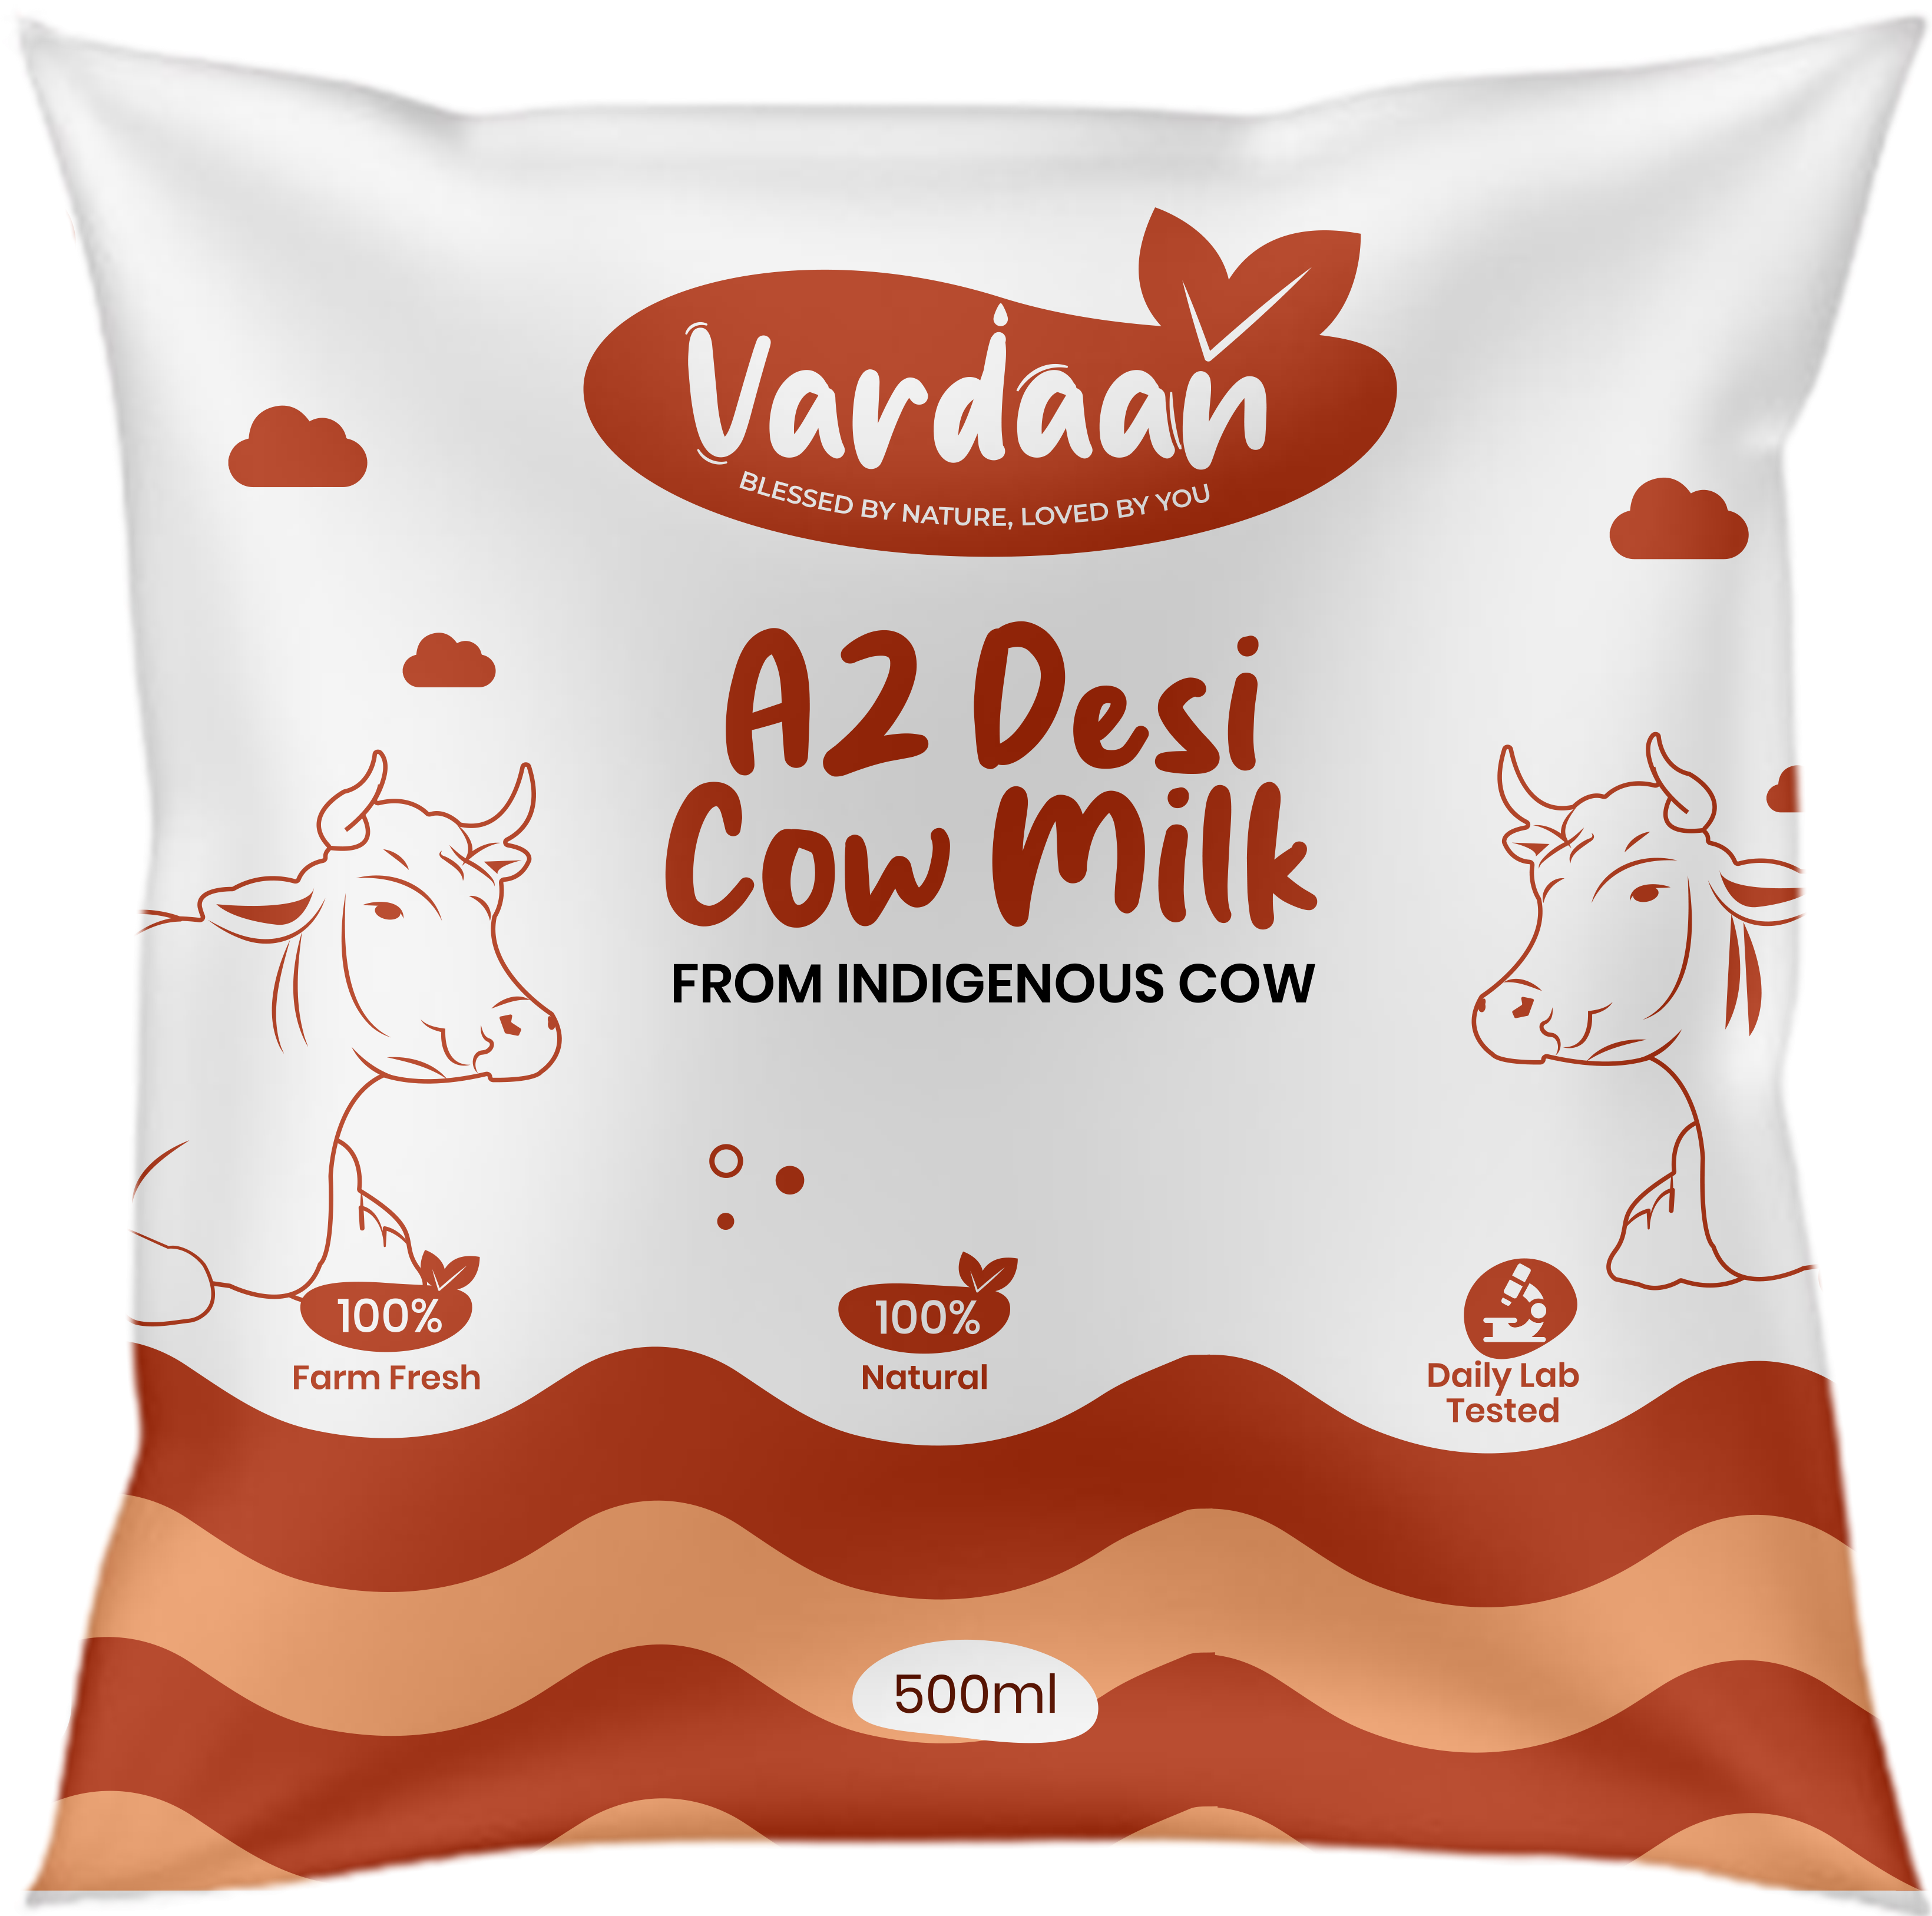 Vardaan
BLESSED BY NATURE, LOVED BY YOU
A2 Desi
Cow Milk
FROM INDIGENOUS COW
100%
Farm Fresh
100%
Natural
Daily Lab
Tested
500ml